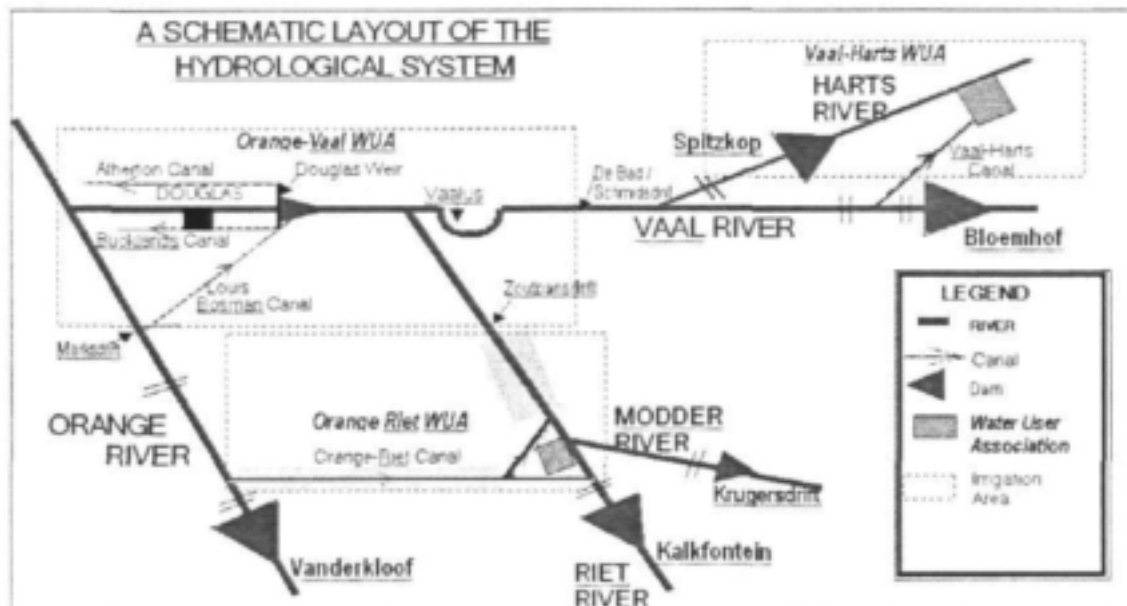 A SCHEMATIC LAYOUT OF THE
HYDROLOGICAL SYSTEM
Vaal-Harts WUA
HARTS
RIVER
Orange-Vaal WUA
Spitzkop
Atherton Canal
Douglas Weir
DOUGLAS
De Bad /
Vaal-Harts
Canal
VAAL RIVER
Bloemhof
Canal
Louis
Bosman Canal
LEGEND
RIVER
Canal
Dam
Water User
Association
Irrigation
Area
ORANGE
RIVER
Orange Riet WUA
Orange-Riet Canal
MODDER
RIVER
Krugersdrift
Vanderkloof
Kalkfontein
RIET
RIVER